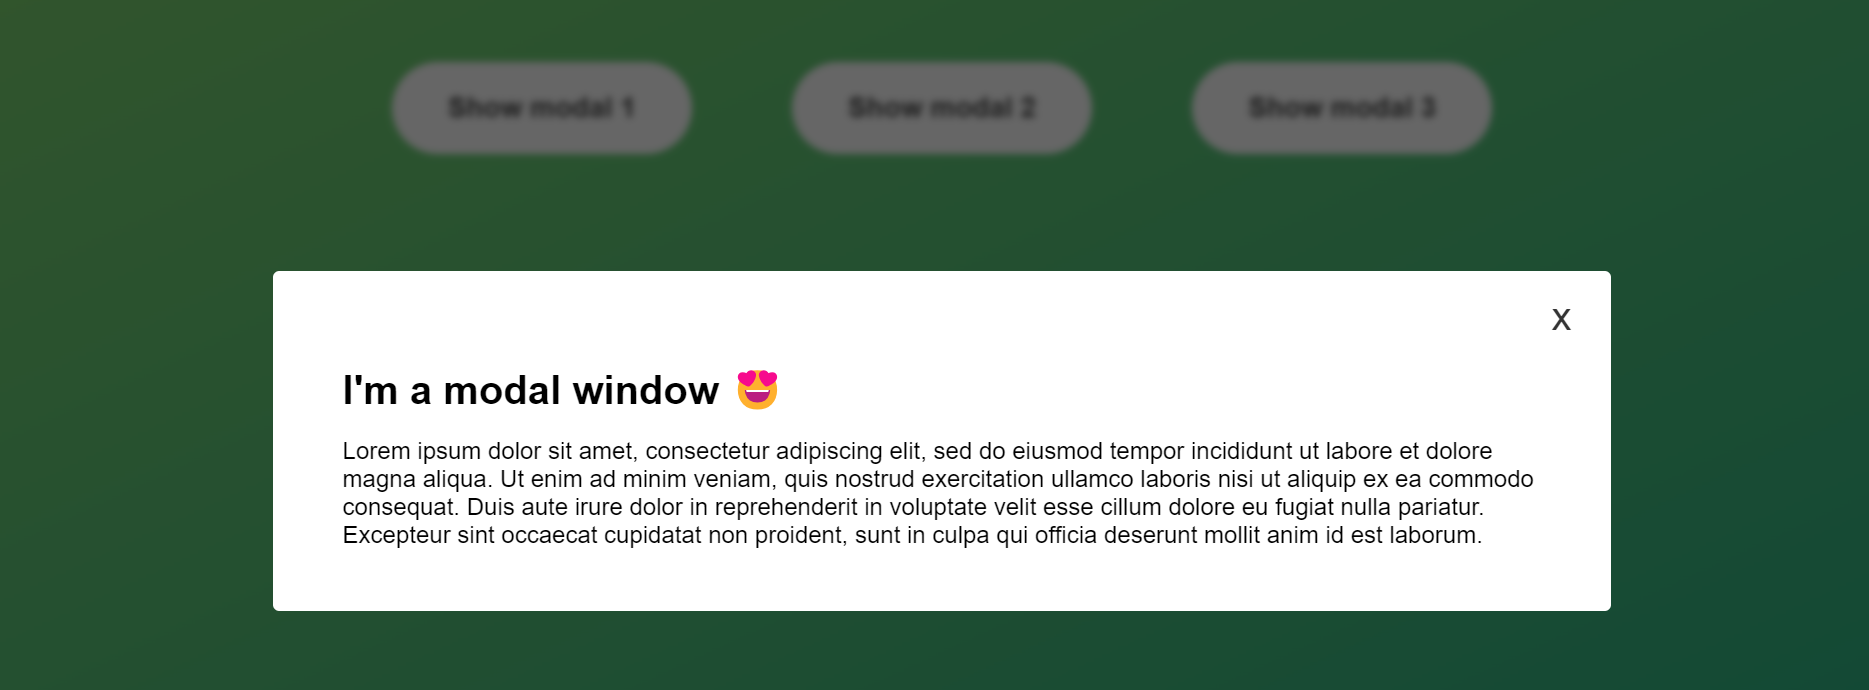 Show modal 1 Show modal 2 Show modal 3
X
I'm a modal window 😍
Lorem ipsum dolor sit amet, consectetur adipiscing elit, sed do eiusmod tempor incididunt ut labore et dolore
magna aliqua. Ut enim ad minim veniam, quis nostrud exercitation ullamco laboris nisi ut aliquip ex ea commodo
consequat. Duis aute irure dolor in reprehenderit in voluptate velit esse cillum dolore eu fugiat nulla pariatur.
Excepteur sint occaecat cupidatat non proident, sunt in culpa qui officia deserunt mollit anim id est laborum.